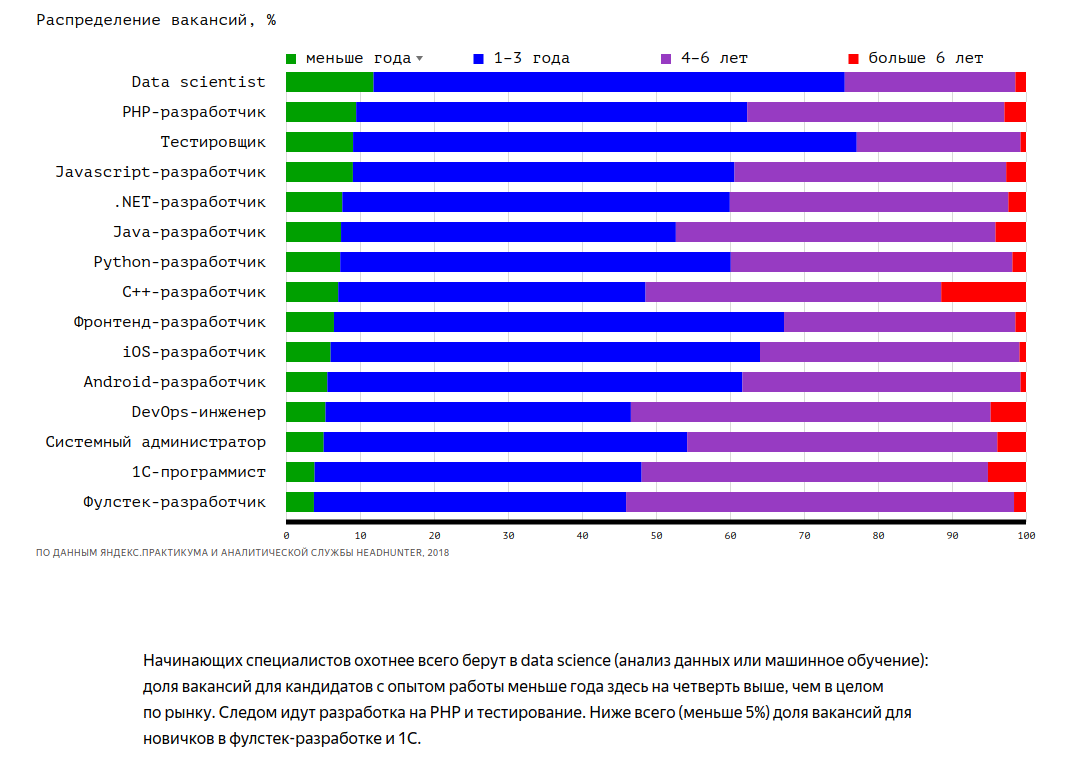 Распределение вакансий, %
меньше года 1–3 года 4–6 лет больше 6 лет
Data scientist
PHP-разработчик
Тестировщик
Javascript-разработчик
.NET-разработчик
Java-разработчик
Python-разработчик
C++-разработчик
Фронтенд-разработчик
iOS-разработчик
Android-разработчик
DevOps-инженер
Системный администратор
1С-программист
Фулстек-разработчик
0 10 20 30 40 50 60 70 80 90 100
ПО ДАННЫМ ЯНДЕКС.ПРАКТИКУМА И АНАЛИТИЧЕСКОЙ СЛУЖБЫ HEADHUNTER, 2018
Начинающих специалистов охотнее всего берут в data science (анализ данных или машинное обучение):
доля вакансий для кандидатов с опытом работы меньше года здесь на четверть выше, чем в целом
по рынку. Следом идут разработка на PHP и тестирование. Ниже всего (меньше 5%) доля вакансий для
новичков в фулстек-разработке и 1С.